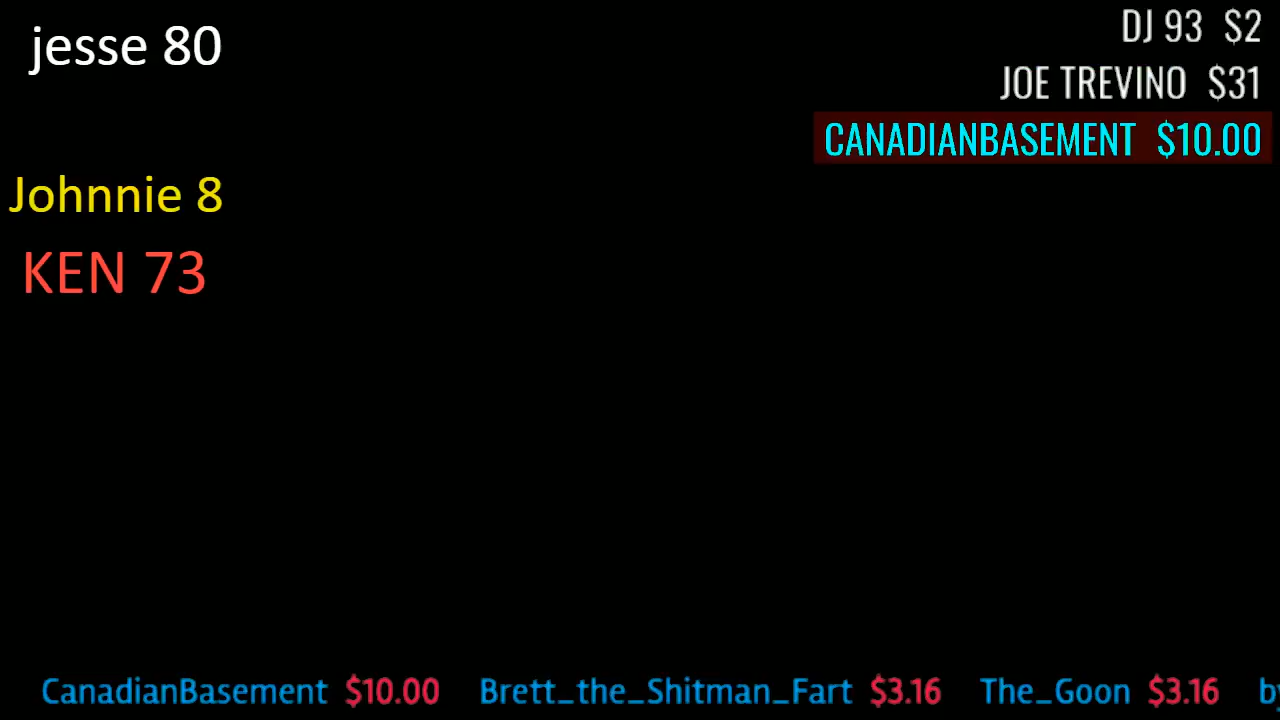 jesse 80
DJ 93 $2
JOE TREVINO $31
CANADIANBASEMENT $10.00
Johnnie 8
KEN 73
CanadianBasement $10.00 Brett_the_Shitman_Fart $3.16 The_Goon $3.16